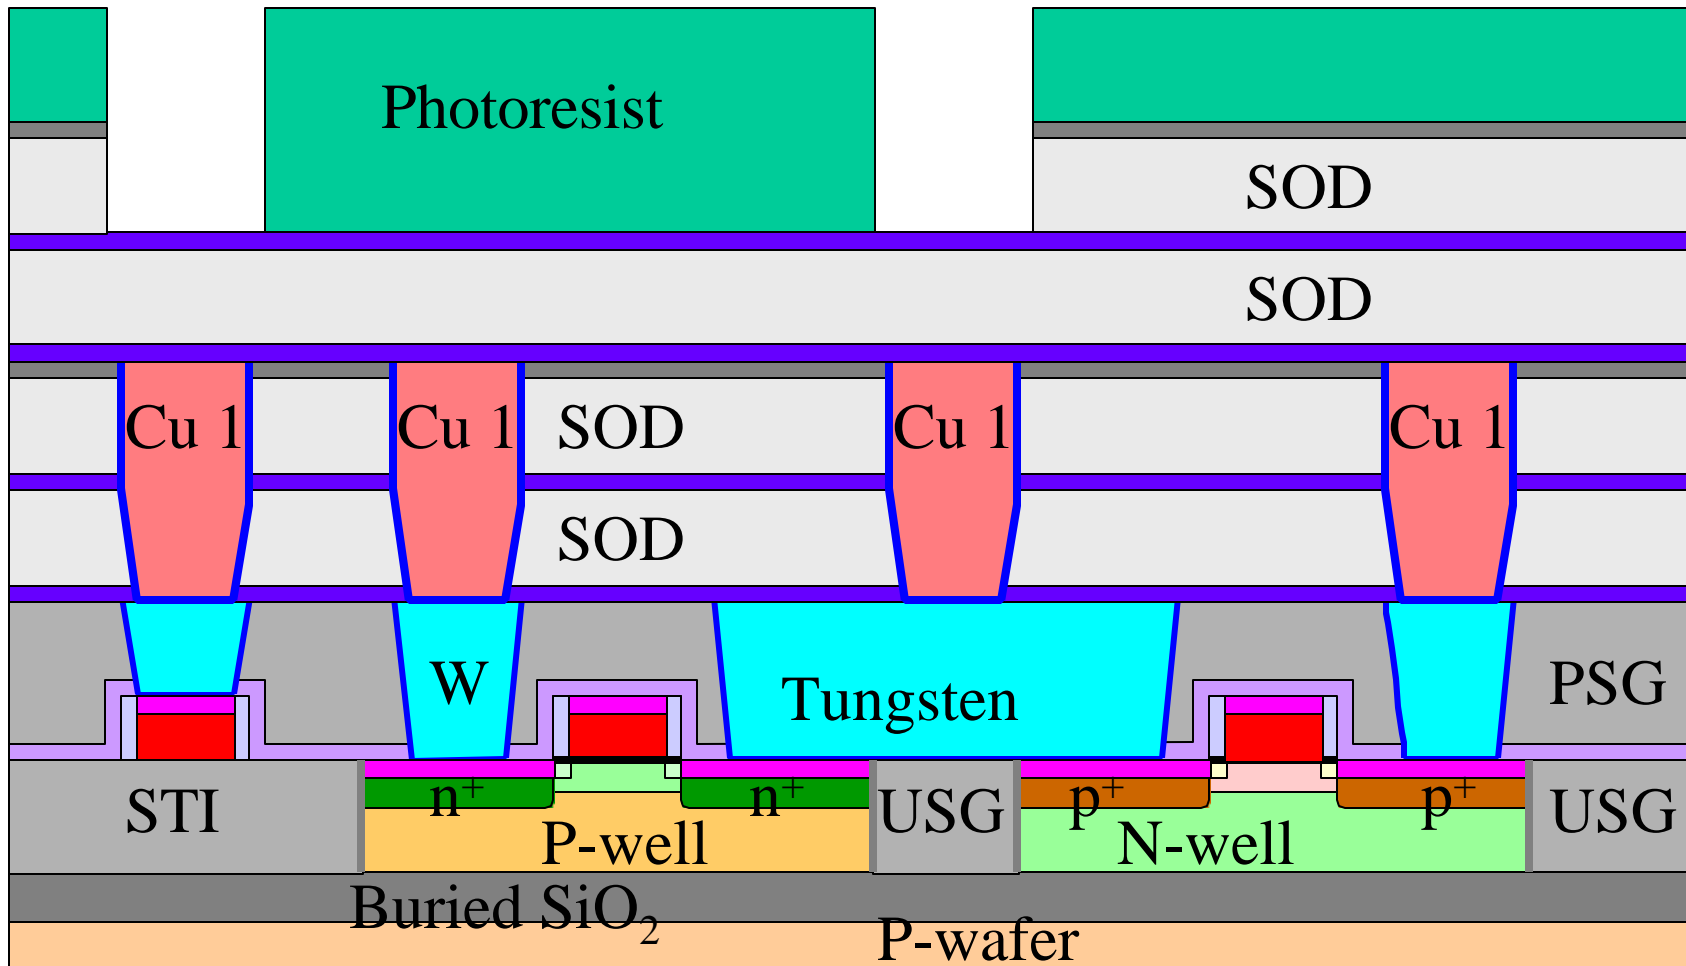 Photoresist
SOD
SOD
Cu 1 Cu 1 SOD Cu 1 Cu 1
SOD
W Tungsten PSG
STI n⁺ n⁺ USG p⁺ p⁺ USG
P-well N-well
Buried SiO₂
P-wafer